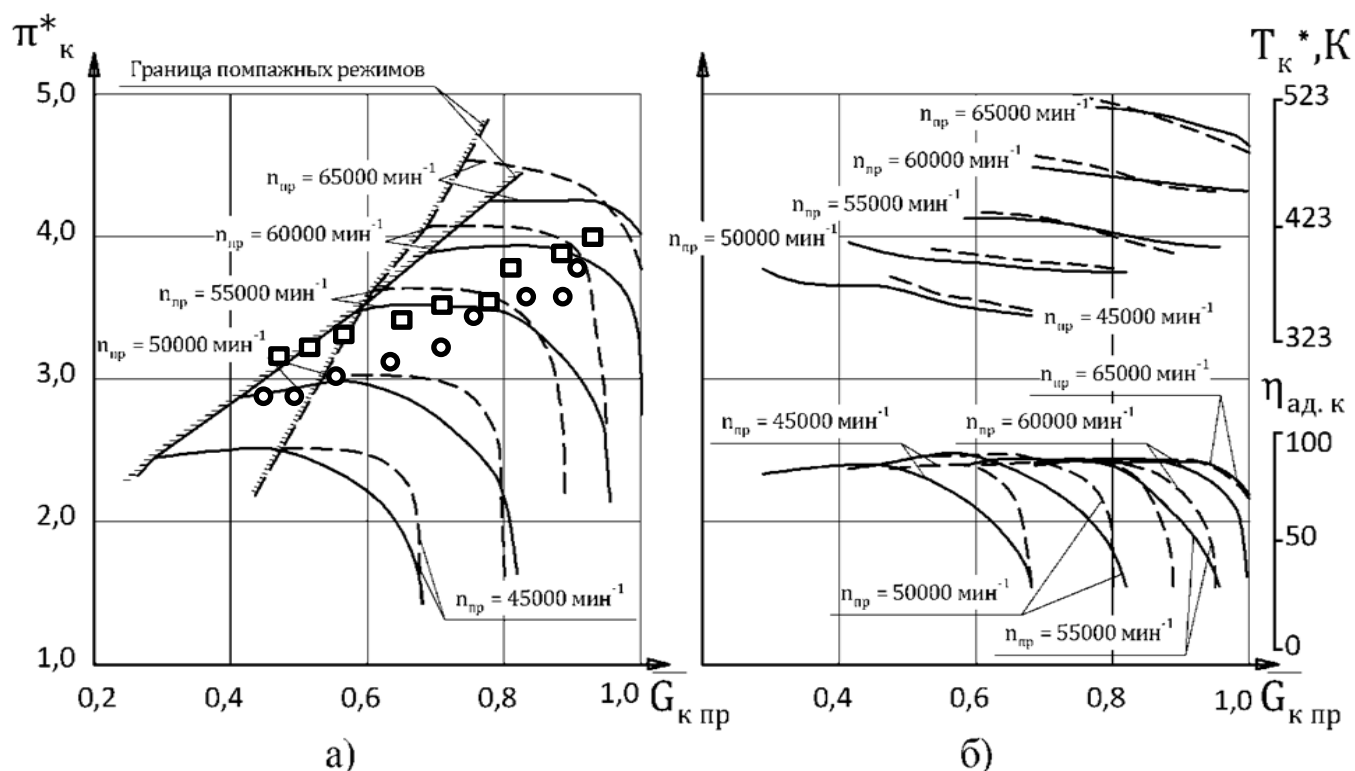 π*к
Граница помпажных режимов
5,0
nпр = 65000 мин-1
4,0
nпр = 60000 мин-1
nпр = 55000 мин-1
nпр = 50000 мин-1
3,0
2,0
nпр = 45000 мин-1
1,0
0,2 0,4 0,6 0,8 1,0
Gк пр
а)
Tк*,К
523
nпр = 65000 мин-1
nпр = 60000 мин-1
nпр = 55000 мин-1
423
nпр = 50000 мин-1
nпр = 45000 мин-1
323
nпр = 65000 мин-1
ηад. к
nпр = 45000 мин-1
nпр = 60000 мин-1
100
50
nпр = 50000 мин-1
nпр = 55000 мин-1
0
0,4 0,6 0,8 1,0
Gк пр
б)